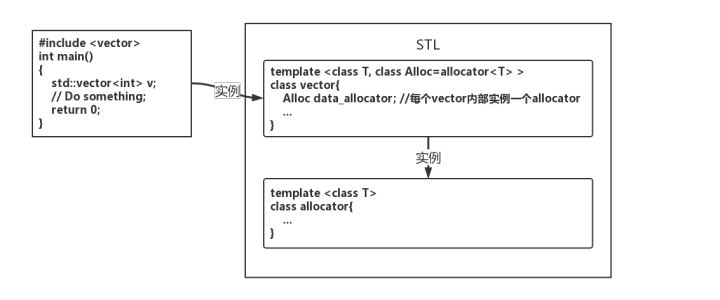 #include <vector>
int main()
{
std::vector<int> v;
// Do something;
return 0;
}
实例
STL
template <class T, class Alloc=allocator<T> >
class vector{
Alloc data_allocator; //每个vector内部实例一个allocator
...
}
实例
template <class T>
class allocator{
...
}